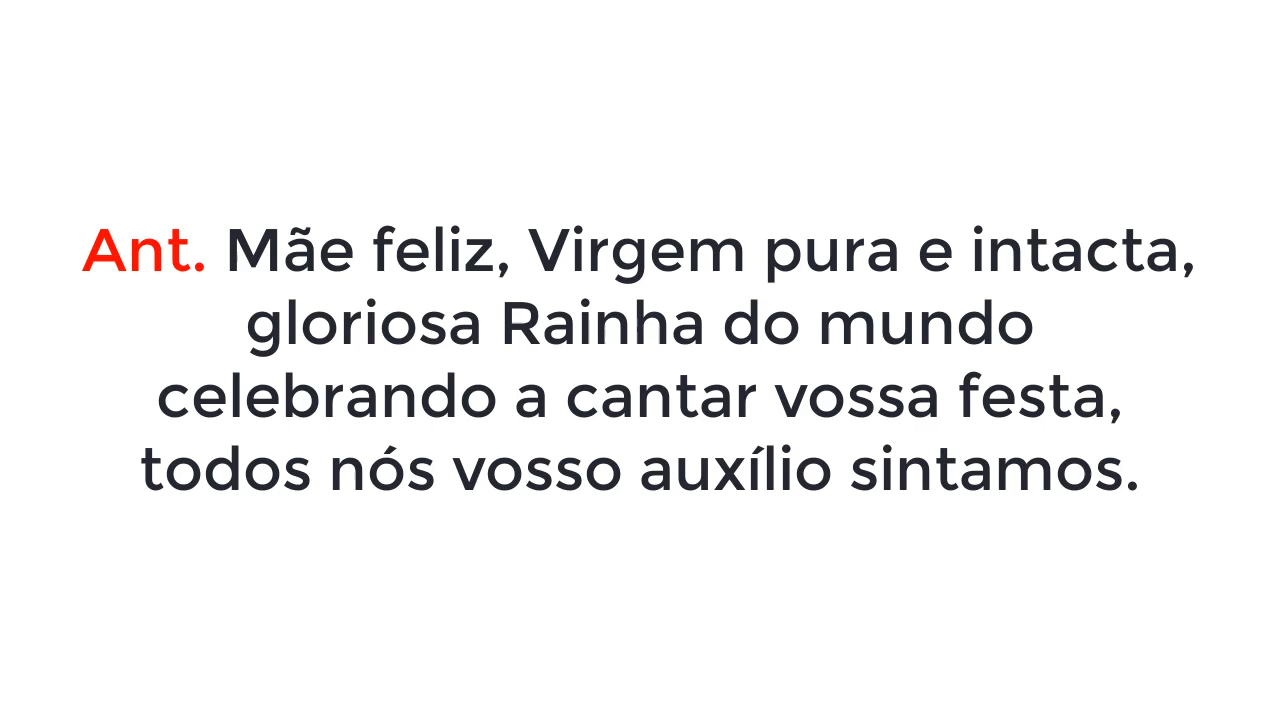 Ant. Mãe feliz, Virgem pura e intacta,
gloriosa Rainha do mundo
celebrando a cantar vossa festa,
todos nós vosso auxílio sintamos.